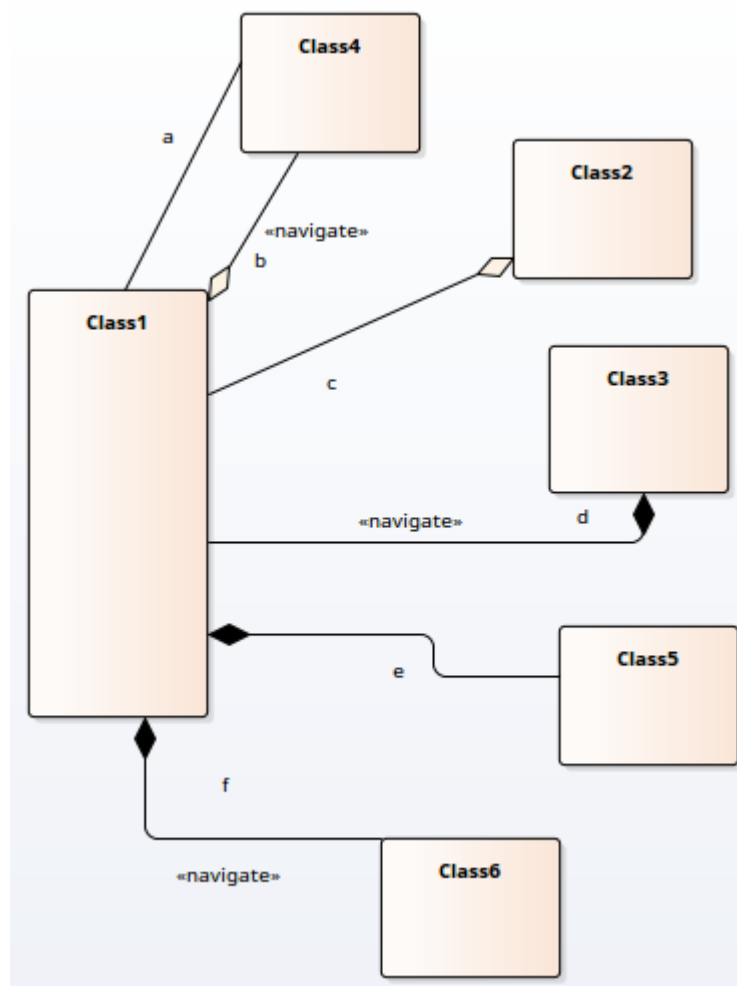 Class4
a
Class2
«navigate»
b
Class1
Class3
c
«navigate»
d
Class5
e
f
Class6
«navigate»